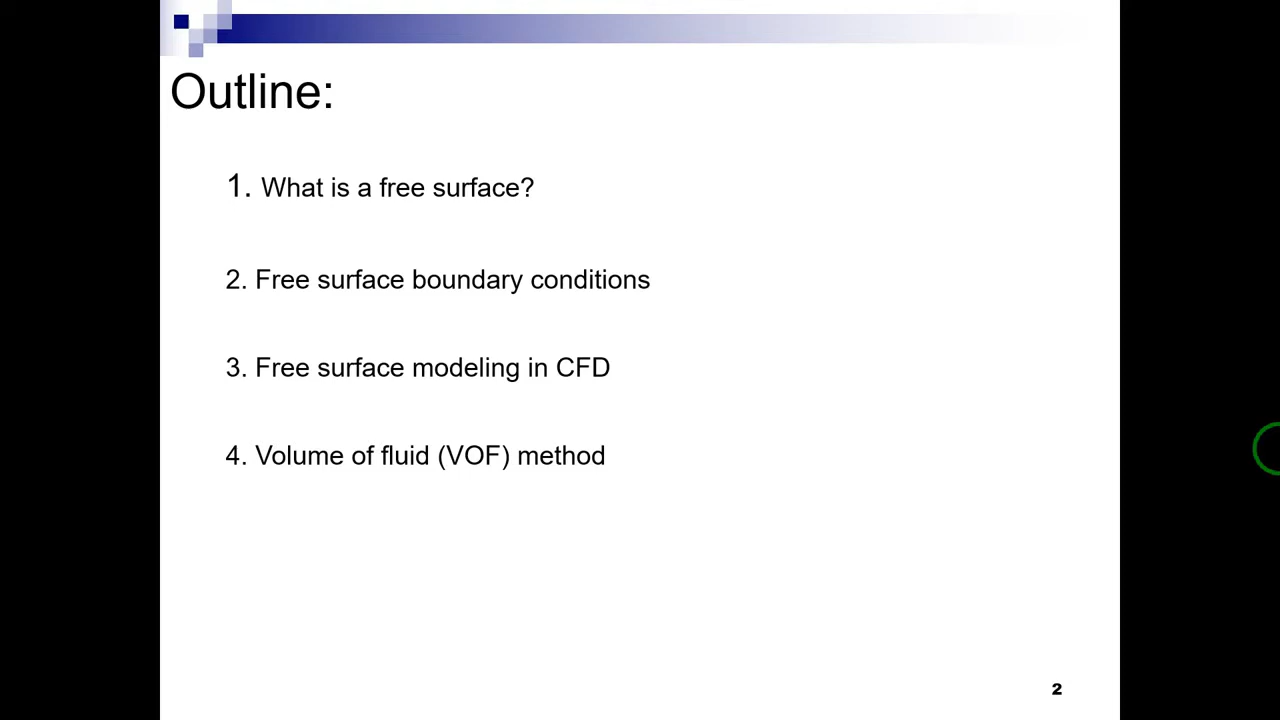 Outline:
1. What is a free surface?
2. Free surface boundary conditions
3. Free surface modeling in CFD
4. Volume of fluid (VOF) method
2